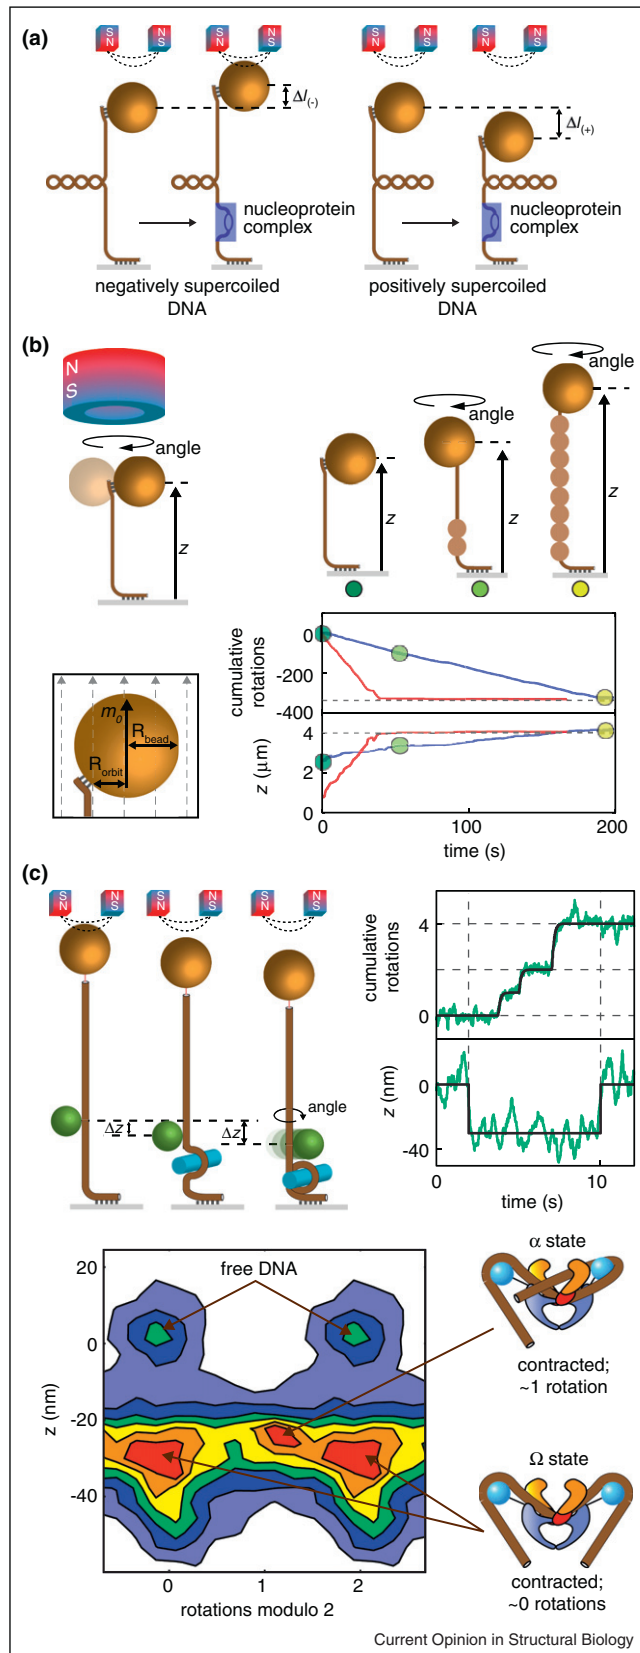 (a)
S N
N S
S N
N S
S N
N S
S N
N S
Δl(-)
Δl(+)
nucleoprotein
complex
nucleoprotein
complex
negatively supercoiled
DNA
positively supercoiled
DNA
(b)
N
S
angle
z
angle
angle
z
z
z
m0
Rbead
Rorbit
cumulative
rotations
0
-200
-400
z (μm)
4
2
0
100
200
time (s)
(c)
S N
N S
S N
N S
S N
N S
Δz
Δz
angle
cumulative
rotations
4
0
z (nm)
0
-40
0
10
time (s)
free DNA
z (nm)
20
0
-20
-40
0
1
2
rotations modulo 2
α state
contracted;
~1 rotation
Ω state
contracted;
~0 rotations
Current Opinion in Structural Biology